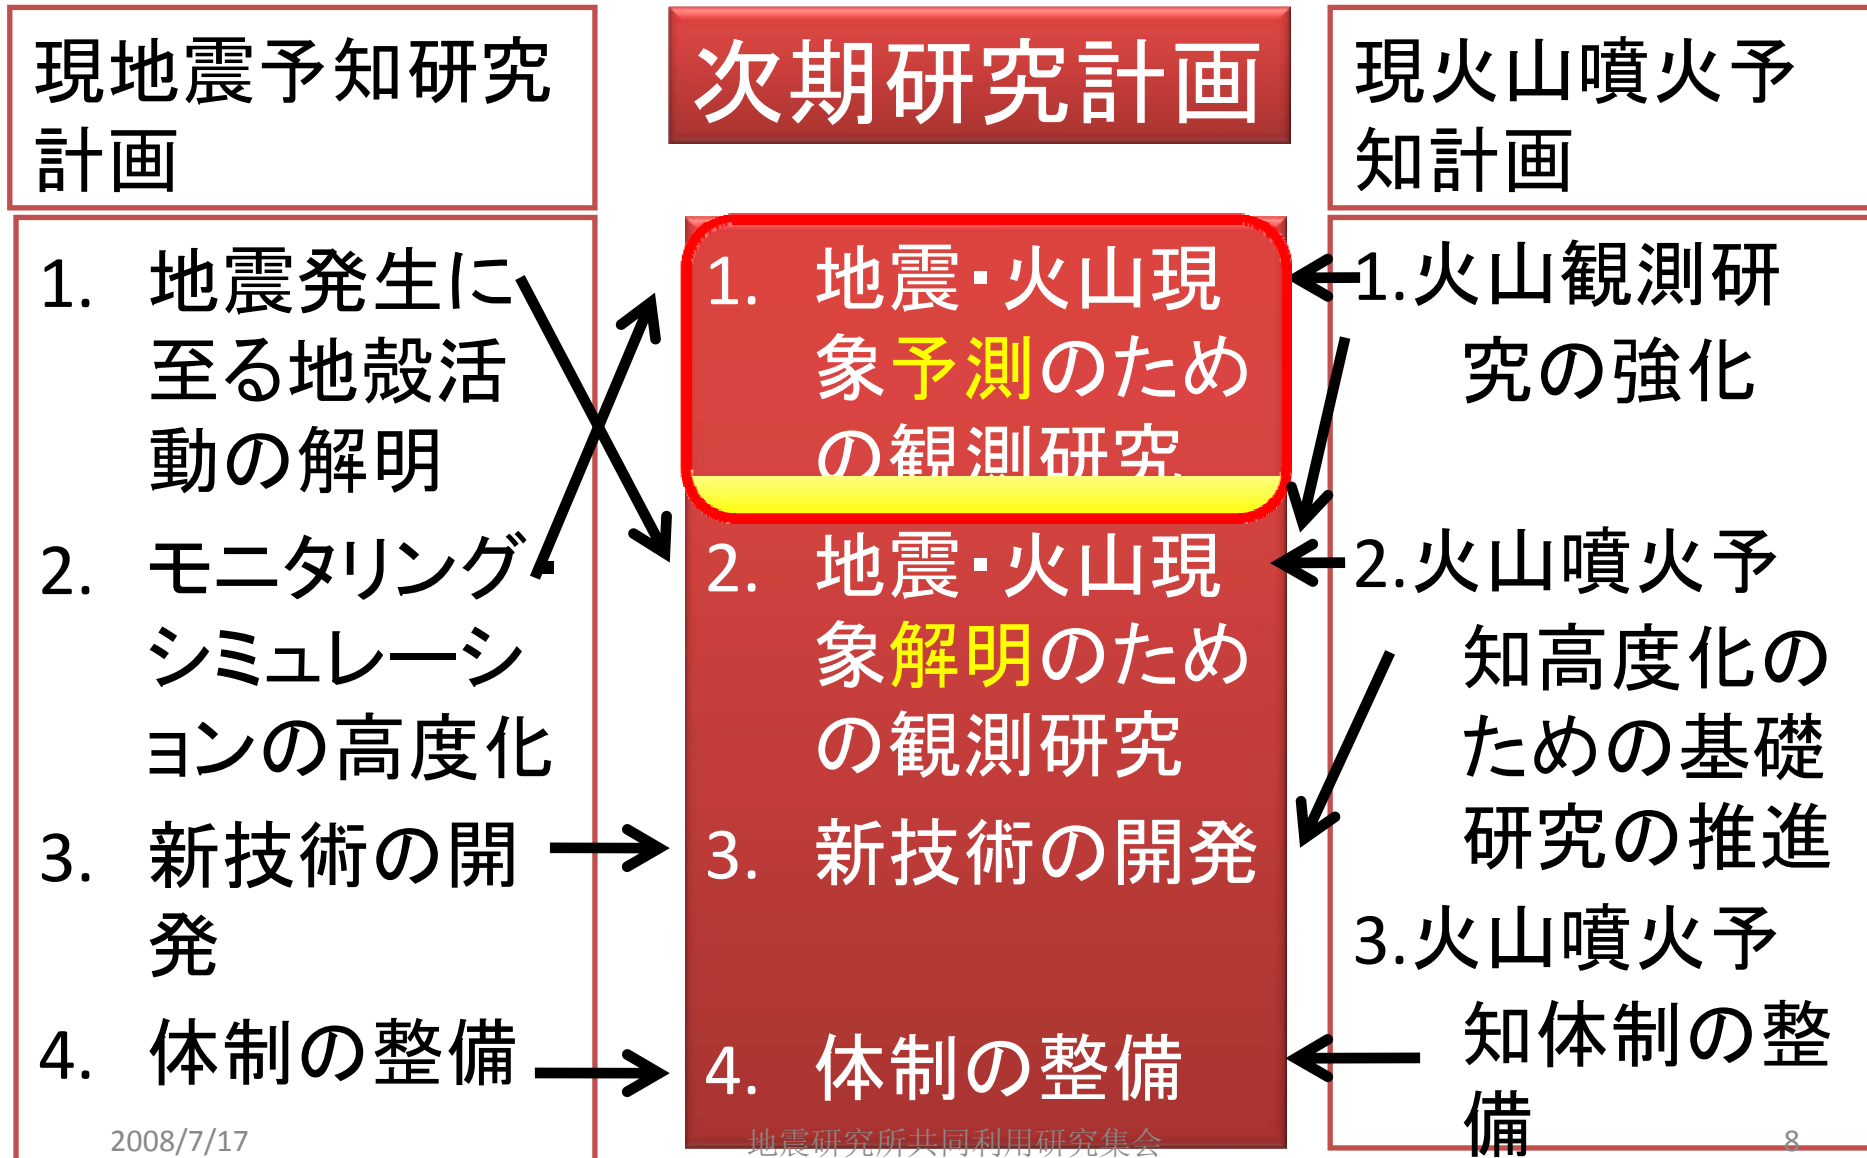 現地震予知研究
計画
1. 地震発生に
至る地殻活
動の解明
2. モニタリング・
シミュレーシ
ョンの高度化
3. 新技術の開
発
4. 体制の整備
次期研究計画
1. 地震・火山現
象予測のため
の観測研究
2. 地震・火山現
象解明のため
の観測研究
3. 新技術の開発
4. 体制の整備
現火山噴火予
知計画
1.火山観測研
究の強化
2.火山噴火予
知高度化の
ための基礎
研究の推進
3.火山噴火予
知体制の整
備
2008/7/17
地震研究所共同利用研究集会
8